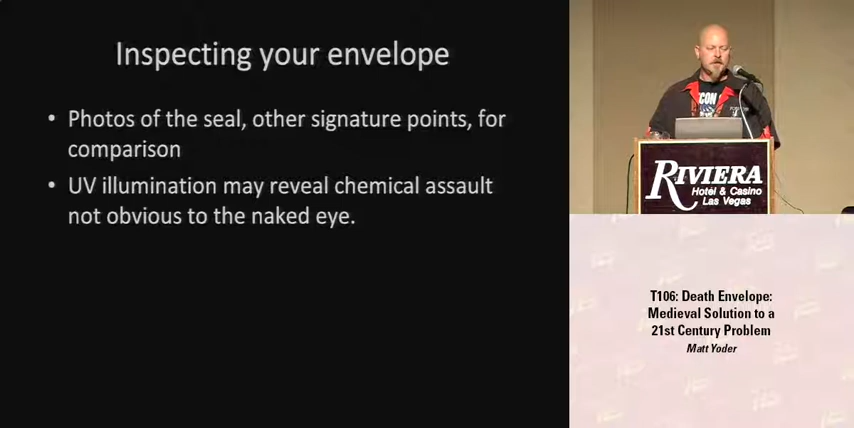 Inspecting your envelope
• Photos of the seal, other signature points, for
comparison
• UV illumination may reveal chemical assault
not obvious to the naked eye.
RIVIERA
Hotel & Casino
Las Vegas
T106: Death Envelope:
Medieval Solution to a
21st Century Problem
Matt Yoder